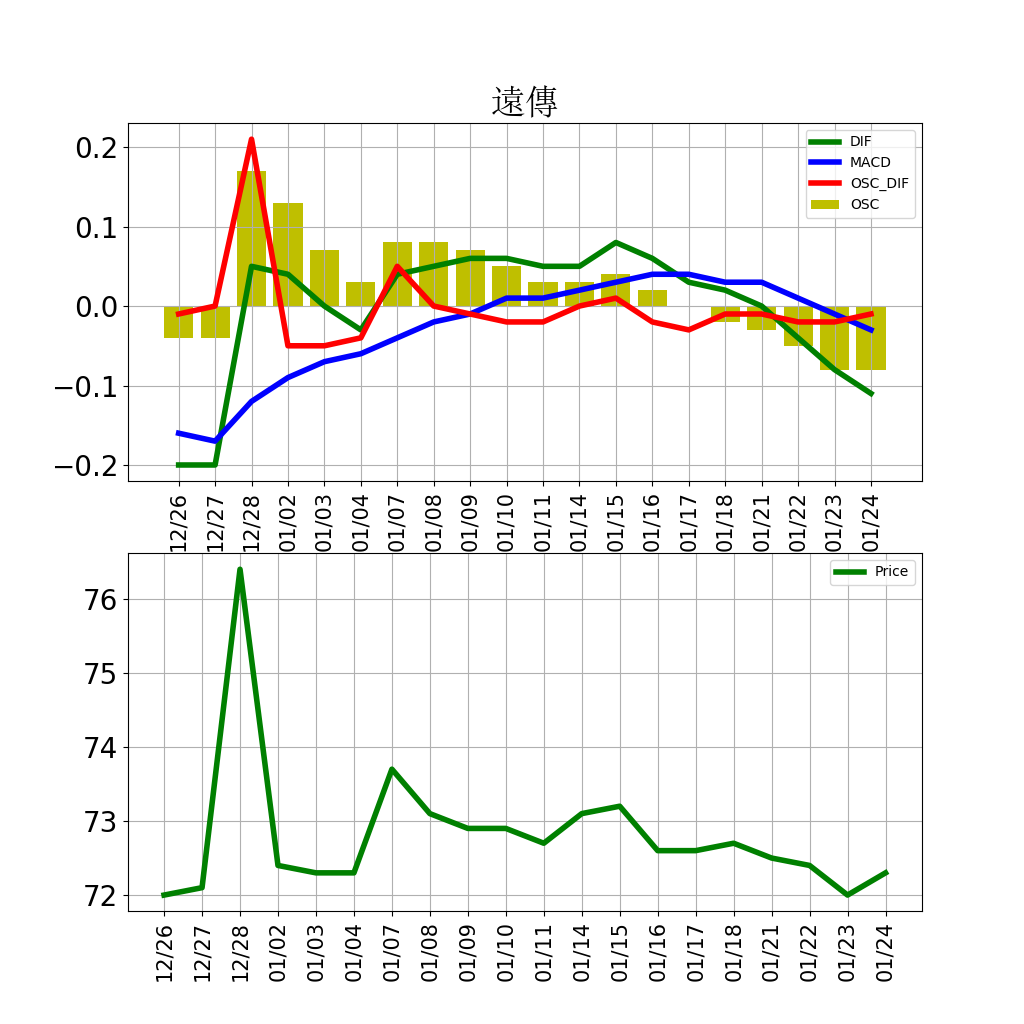 遠傳
0.2
0.1
0.0
−0.1
−0.2
DIF
MACD
OSC_DIF
OSC
12/26 12/27 12/28 01/02 01/03 01/04 01/07 01/08 01/09 01/10 01/11 01/14 01/15 01/16 01/17 01/18 01/21 01/22 01/23 01/24
Price
76
75
74
73
72
12/26 12/27 12/28 01/02 01/03 01/04 01/07 01/08 01/09 01/10 01/11 01/14 01/15 01/16 01/17 01/18 01/21 01/22 01/23 01/24